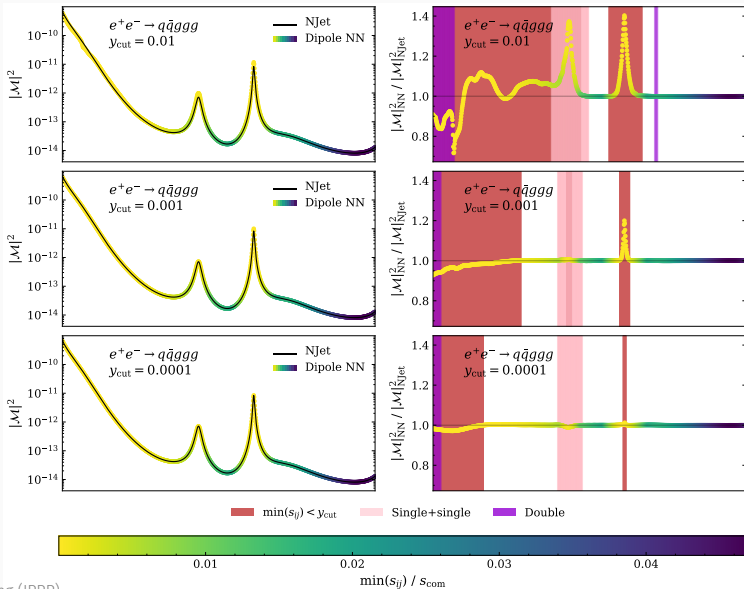 e⁺e⁻ → qq̄ggg
y_cut = 0.01
NJet
Dipole NN
|ℳ|²
10⁻¹⁰
10⁻¹¹
10⁻¹²
10⁻¹³
10⁻¹⁴
e⁺e⁻ → qq̄ggg
y_cut = 0.01
|ℳ|²_NN / |ℳ|²_NJet
1.4
1.2
1.0
0.8
e⁺e⁻ → qq̄ggg
y_cut = 0.001
NJet
Dipole NN
|ℳ|²
10⁻¹⁰
10⁻¹¹
10⁻¹²
10⁻¹³
10⁻¹⁴
e⁺e⁻ → qq̄ggg
y_cut = 0.001
|ℳ|²_NN / |ℳ|²_NJet
1.4
1.2
1.0
0.8
e⁺e⁻ → qq̄ggg
y_cut = 0.0001
NJet
Dipole NN
|ℳ|²
10⁻¹⁰
10⁻¹¹
10⁻¹²
10⁻¹³
10⁻¹⁴
e⁺e⁻ → qq̄ggg
y_cut = 0.0001
|ℳ|²_NN / |ℳ|²_NJet
1.4
1.2
1.0
0.8
min(s_ij) < y_cut
Single+single
Double
0.01 0.02 0.03 0.04
min(s_ij) / s_com
(IPPP)